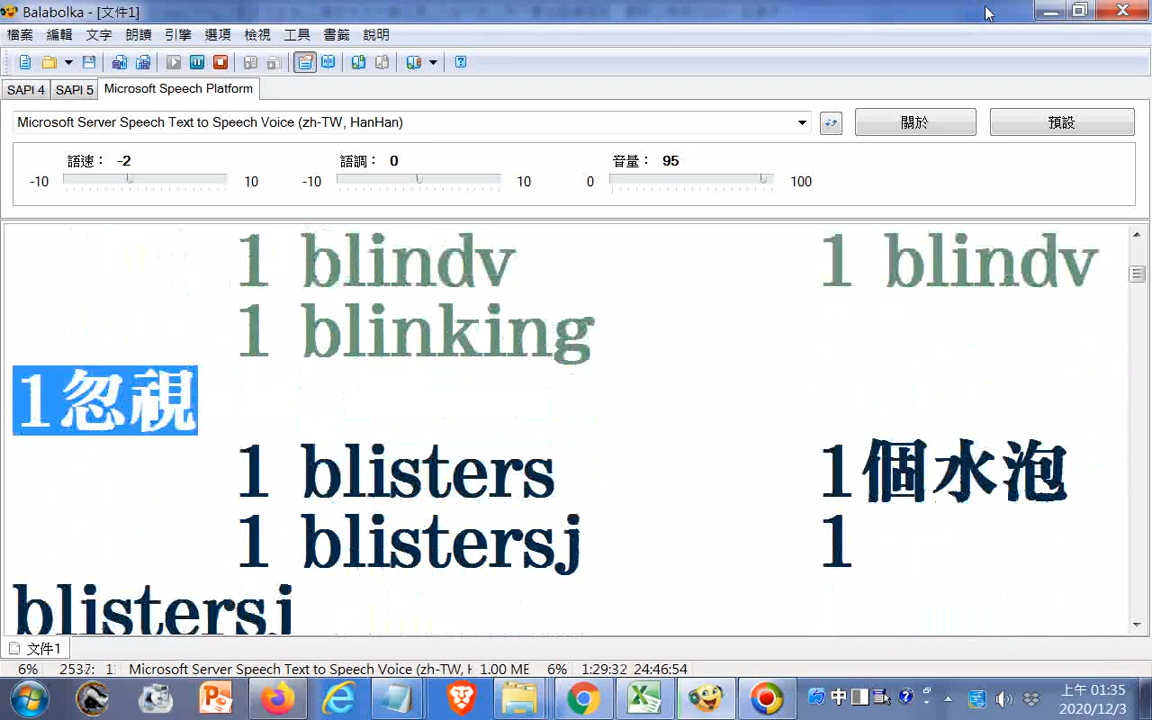 Balabolka - [文件1]
檔案 編輯 文字 朗讀 引擎 選項 檢視 工具 書籤 說明
SAPI 4 SAPI 5 Microsoft Speech Platform
Microsoft Server Speech Text to Speech Voice (zh-TW, HanHan) 關於 預設
語速： -2 語調： 0 音量： 95
-10 10 -10 10 0 100
1 blindv 1 blindv
1 blinking
1忽視
1 blisters 1個水泡
1 blistersj 1
blistersj
文件1
6% 2537: Microsoft Server Speech Text to Speech Voice (zh-TW, 1.00 ME 6% 1:29:32 24:46:54
中 上午 01:35
2020/12/3